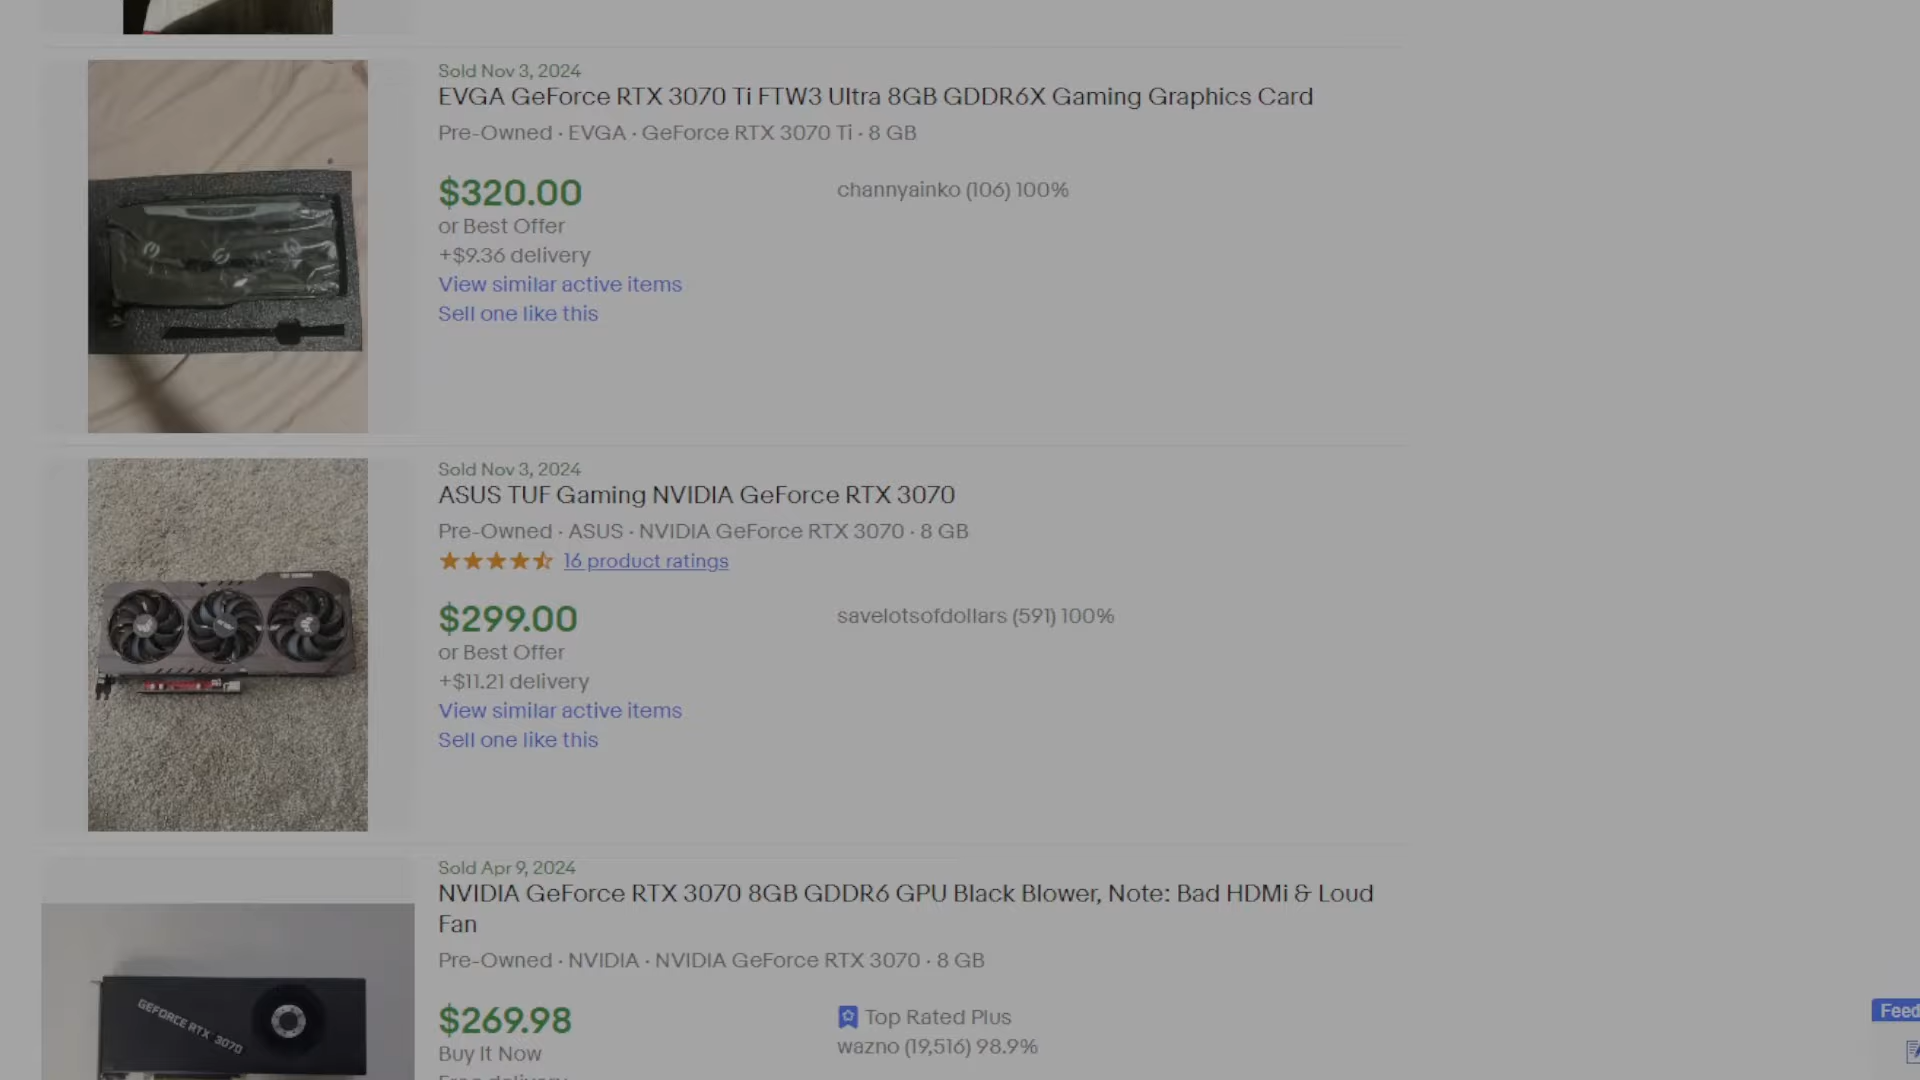 Sold Nov 3, 2024
EVGA GeForce RTX 3070 Ti FTW3 Ultra 8GB GDDR6X Gaming Graphics Card
Pre-Owned · EVGA · GeForce RTX 3070 Ti · 8 GB
$320.00
channyainko (106) 100%
or Best Offer
+$9.36 delivery
View similar active items
Sell one like this
Sold Nov 3, 2024
ASUS TUF Gaming NVIDIA GeForce RTX 3070
Pre-Owned · ASUS · NVIDIA GeForce RTX 3070 · 8 GB
16 product ratings
$299.00
savelotsofdollars (591) 100%
or Best Offer
+$11.21 delivery
View similar active items
Sell one like this
Sold Apr 9, 2024
NVIDIA GeForce RTX 3070 8GB GDDR6 GPU Black Blower, Note: Bad HDMi & Loud
Fan
Pre-Owned · NVIDIA · NVIDIA GeForce RTX 3070 · 8 GB
GEFORCE RTX 3070
$269.98
Top Rated Plus
Buy It Now
wazno (19,516) 98.9%
Free delivery
Feed